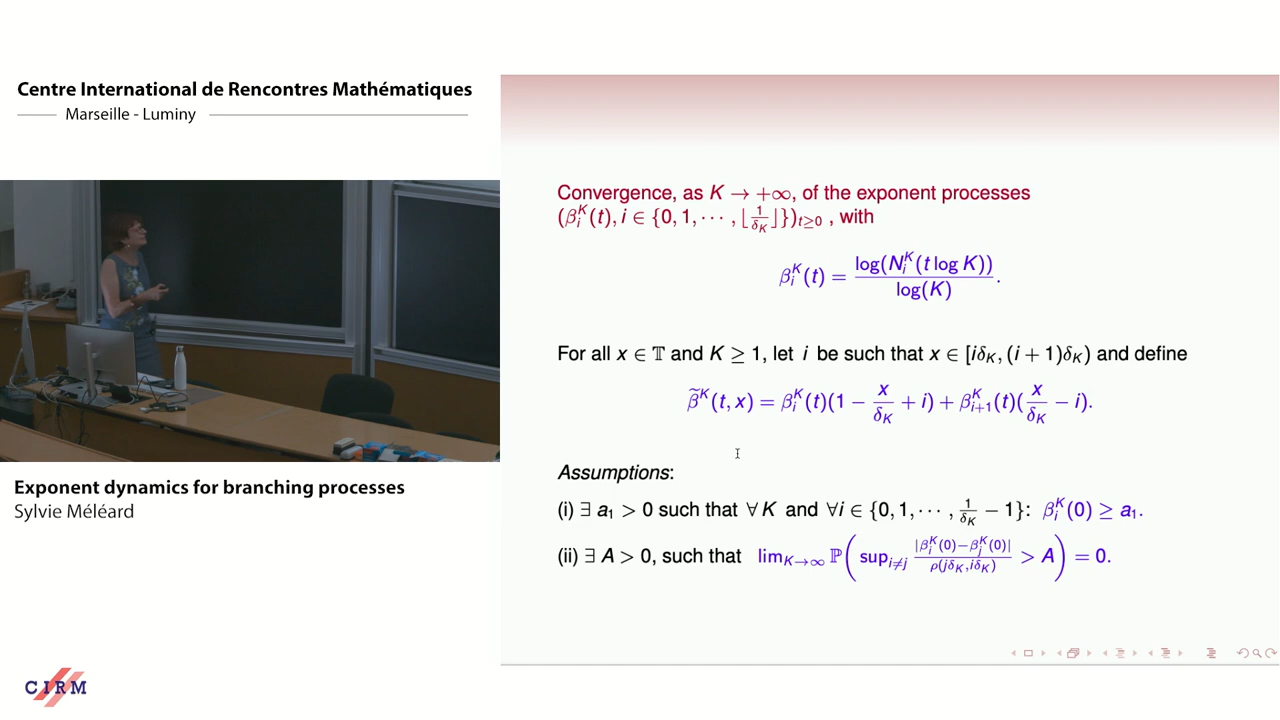 Centre International de Rencontres Mathématiques
Marseille - Luminy
Convergence, as K → +∞, of the exponent processes
(β_i^K(t), i ∈ {0, 1, ⋯ , ⌊1/δ_K⌋})_{t≥0} , with
β_i^K(t) = log(N_i^K(t log K)) / log(K).
For all x ∈ 𝕋 and K ≥ 1, let i be such that x ∈ [iδ_K, (i + 1)δ_K) and define
β̃^K(t, x) = β_i^K(t)(1 − x/δ_K + i) + β_{i+1}^K(t)(x/δ_K − i).
Assumptions:
(i) ∃ a₁ > 0 such that ∀ K and ∀i ∈ {0, 1, ⋯ , 1/δ_K − 1}: β_i^K(0) ≥ a₁.
(ii) ∃ A > 0, such that lim_{K→∞} ℙ( sup_{i≠j} |β_i^K(0)−β_j^K(0)| / ρ(jδ_K,iδ_K) > A ) = 0.
Exponent dynamics for branching processes
Sylvie Méléard
CIRM